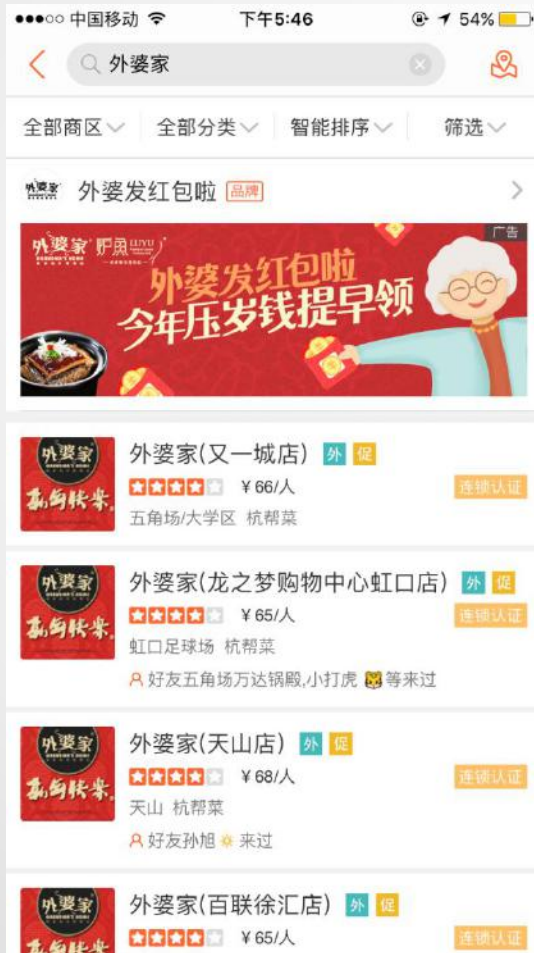 中国移动 下午5:46 54%
外婆家
全部商区 全部分类 智能排序 筛选
外婆家 外婆发红包啦 品牌
广告
外婆家 炉鱼 LUYU
外婆发红包啦
今年压岁钱提早领
外婆家
外婆家(又一城店) 外 促
¥66/人 连锁认证
五角场/大学区 杭帮菜
外婆家
外婆家(龙之梦购物中心虹口店) 外 促
¥65/人 连锁认证
虹口足球场 杭帮菜
好友五角场万达锅殿,小打虎🐯等来过
外婆家
外婆家(天山店) 外 促
¥68/人 连锁认证
天山 杭帮菜
好友孙旭☀来过
外婆家
外婆家(百联徐汇店) 外 促
¥65/人 连锁认证